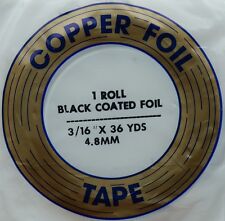 COPPER FOIL
1 ROLL
BLACK COATED FOIL
3/16" X 36 YDS
4.8MM
TAPE